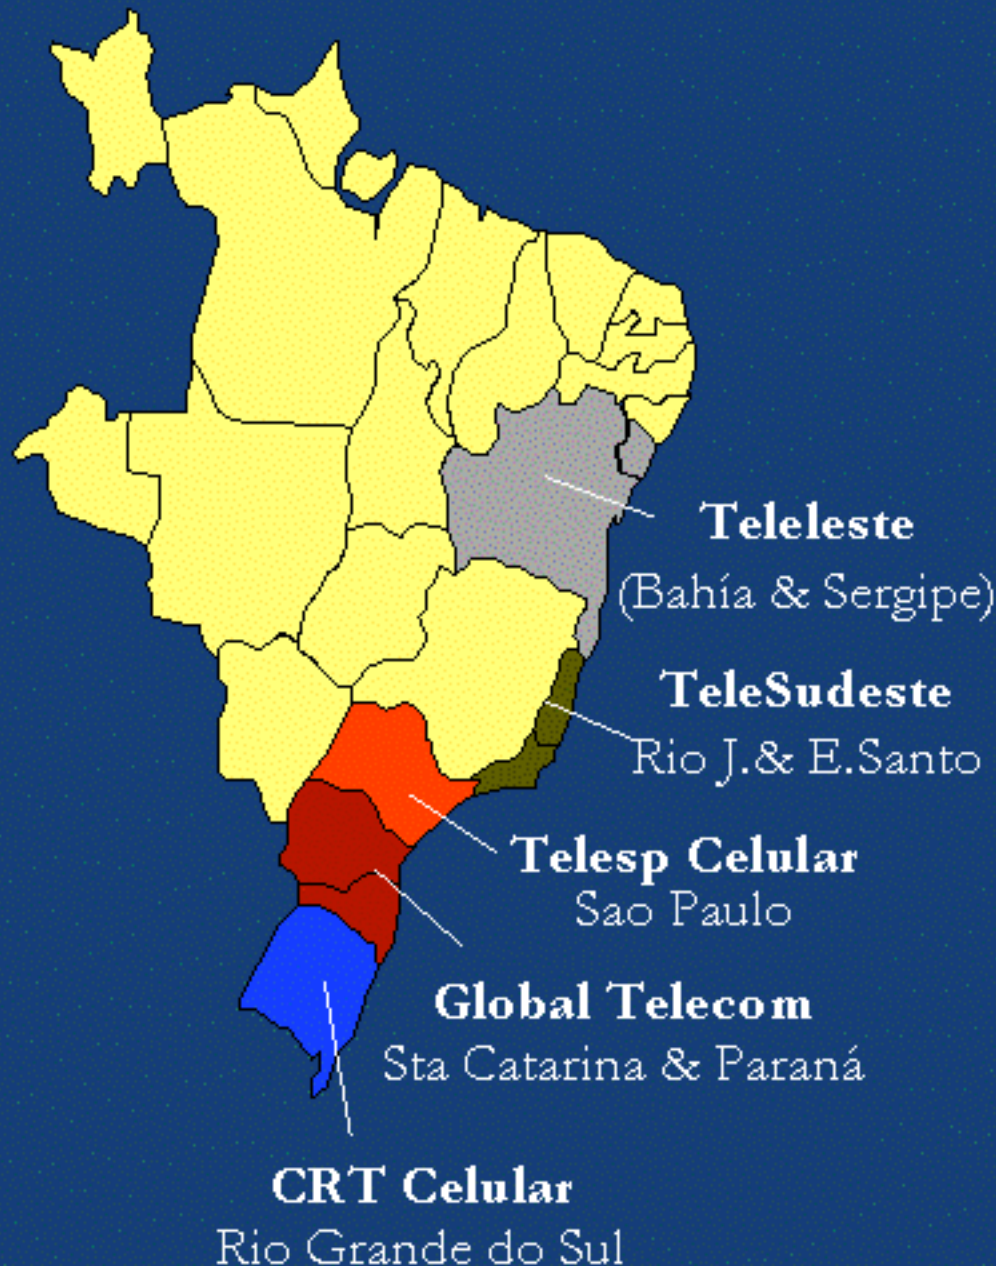 Teleleste
(Bahía & Sergipe)
TeleSudeste
Rio J.& E.Santo
Telesp Celular
Sao Paulo
Global Telecom
Sta Catarina & Paraná
CRT Celular
Rio Grande do Sul